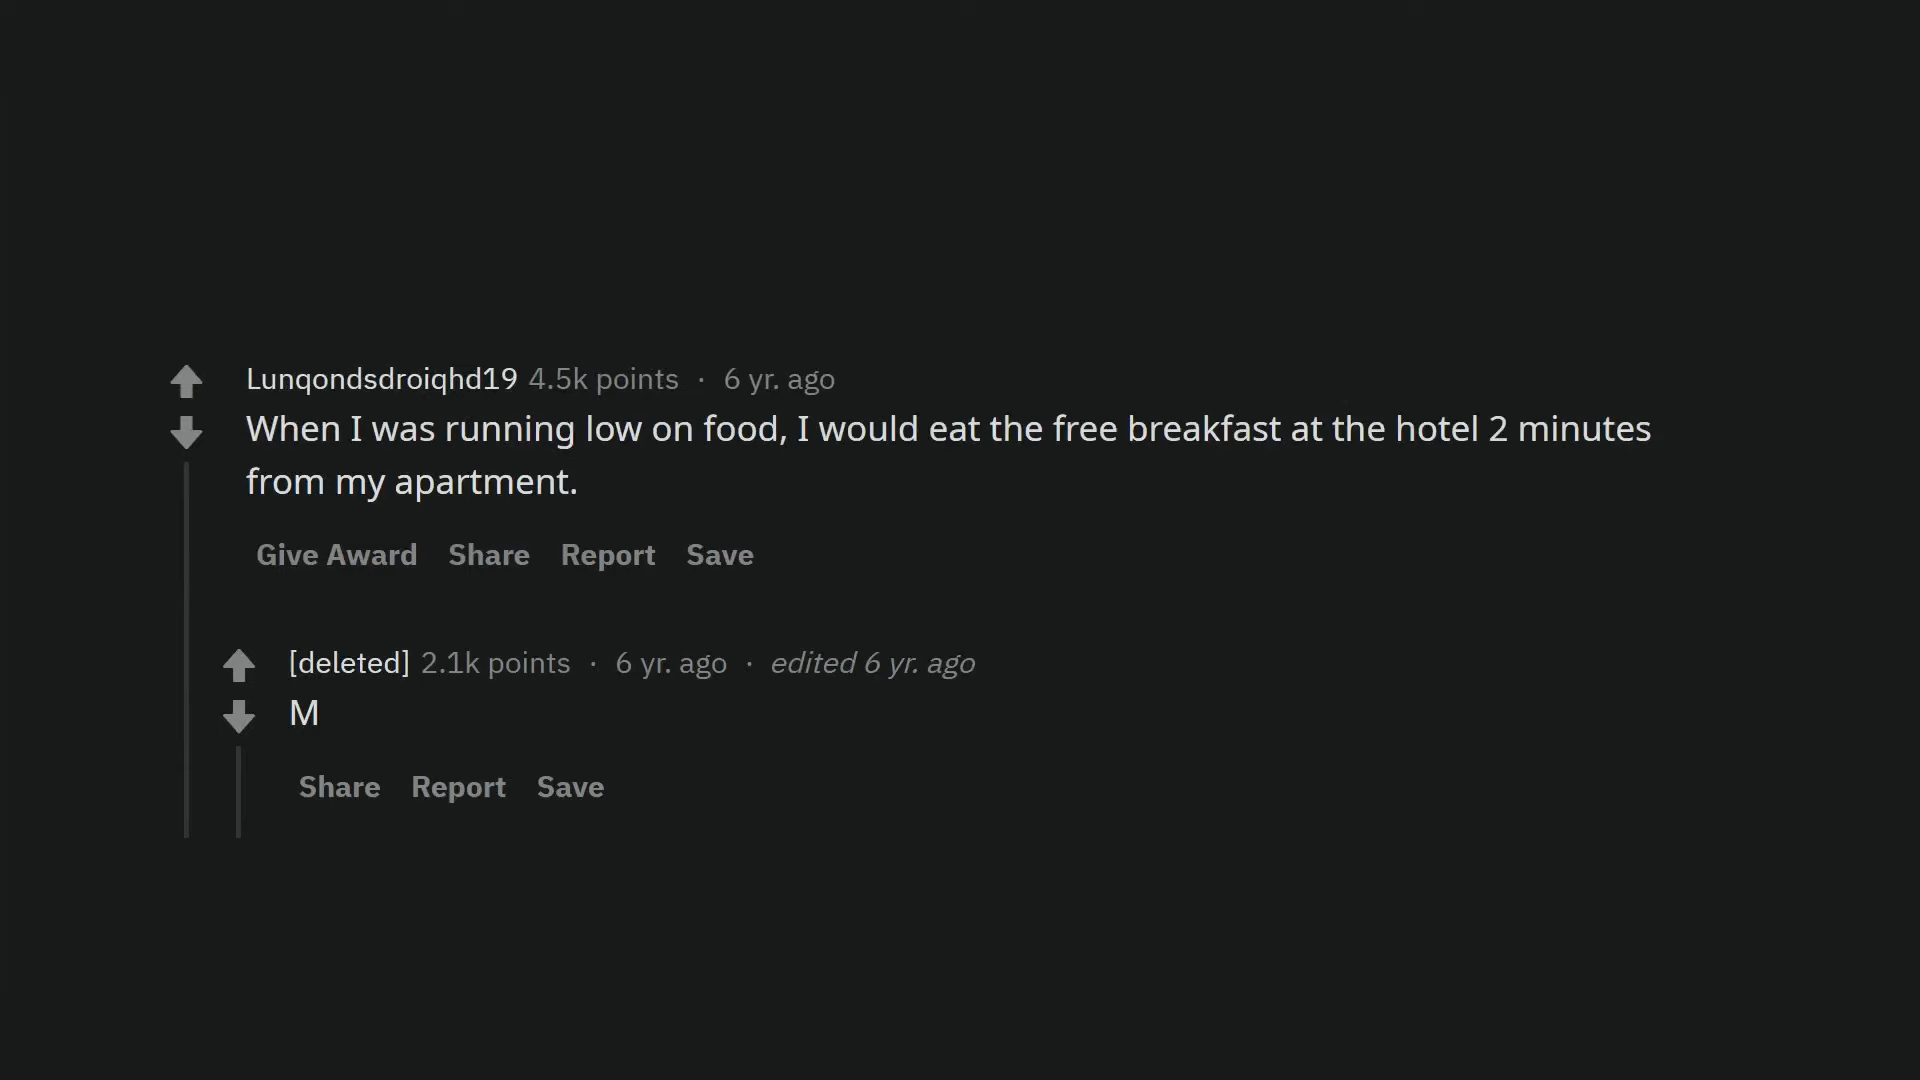 Lunqondsdroiqhd19 4.5k points · 6 yr. ago
When I was running low on food, I would eat the free breakfast at the hotel 2 minutes
from my apartment.
Give Award Share Report Save
[deleted] 2.1k points · 6 yr. ago · edited 6 yr. ago
M
Share Report Save